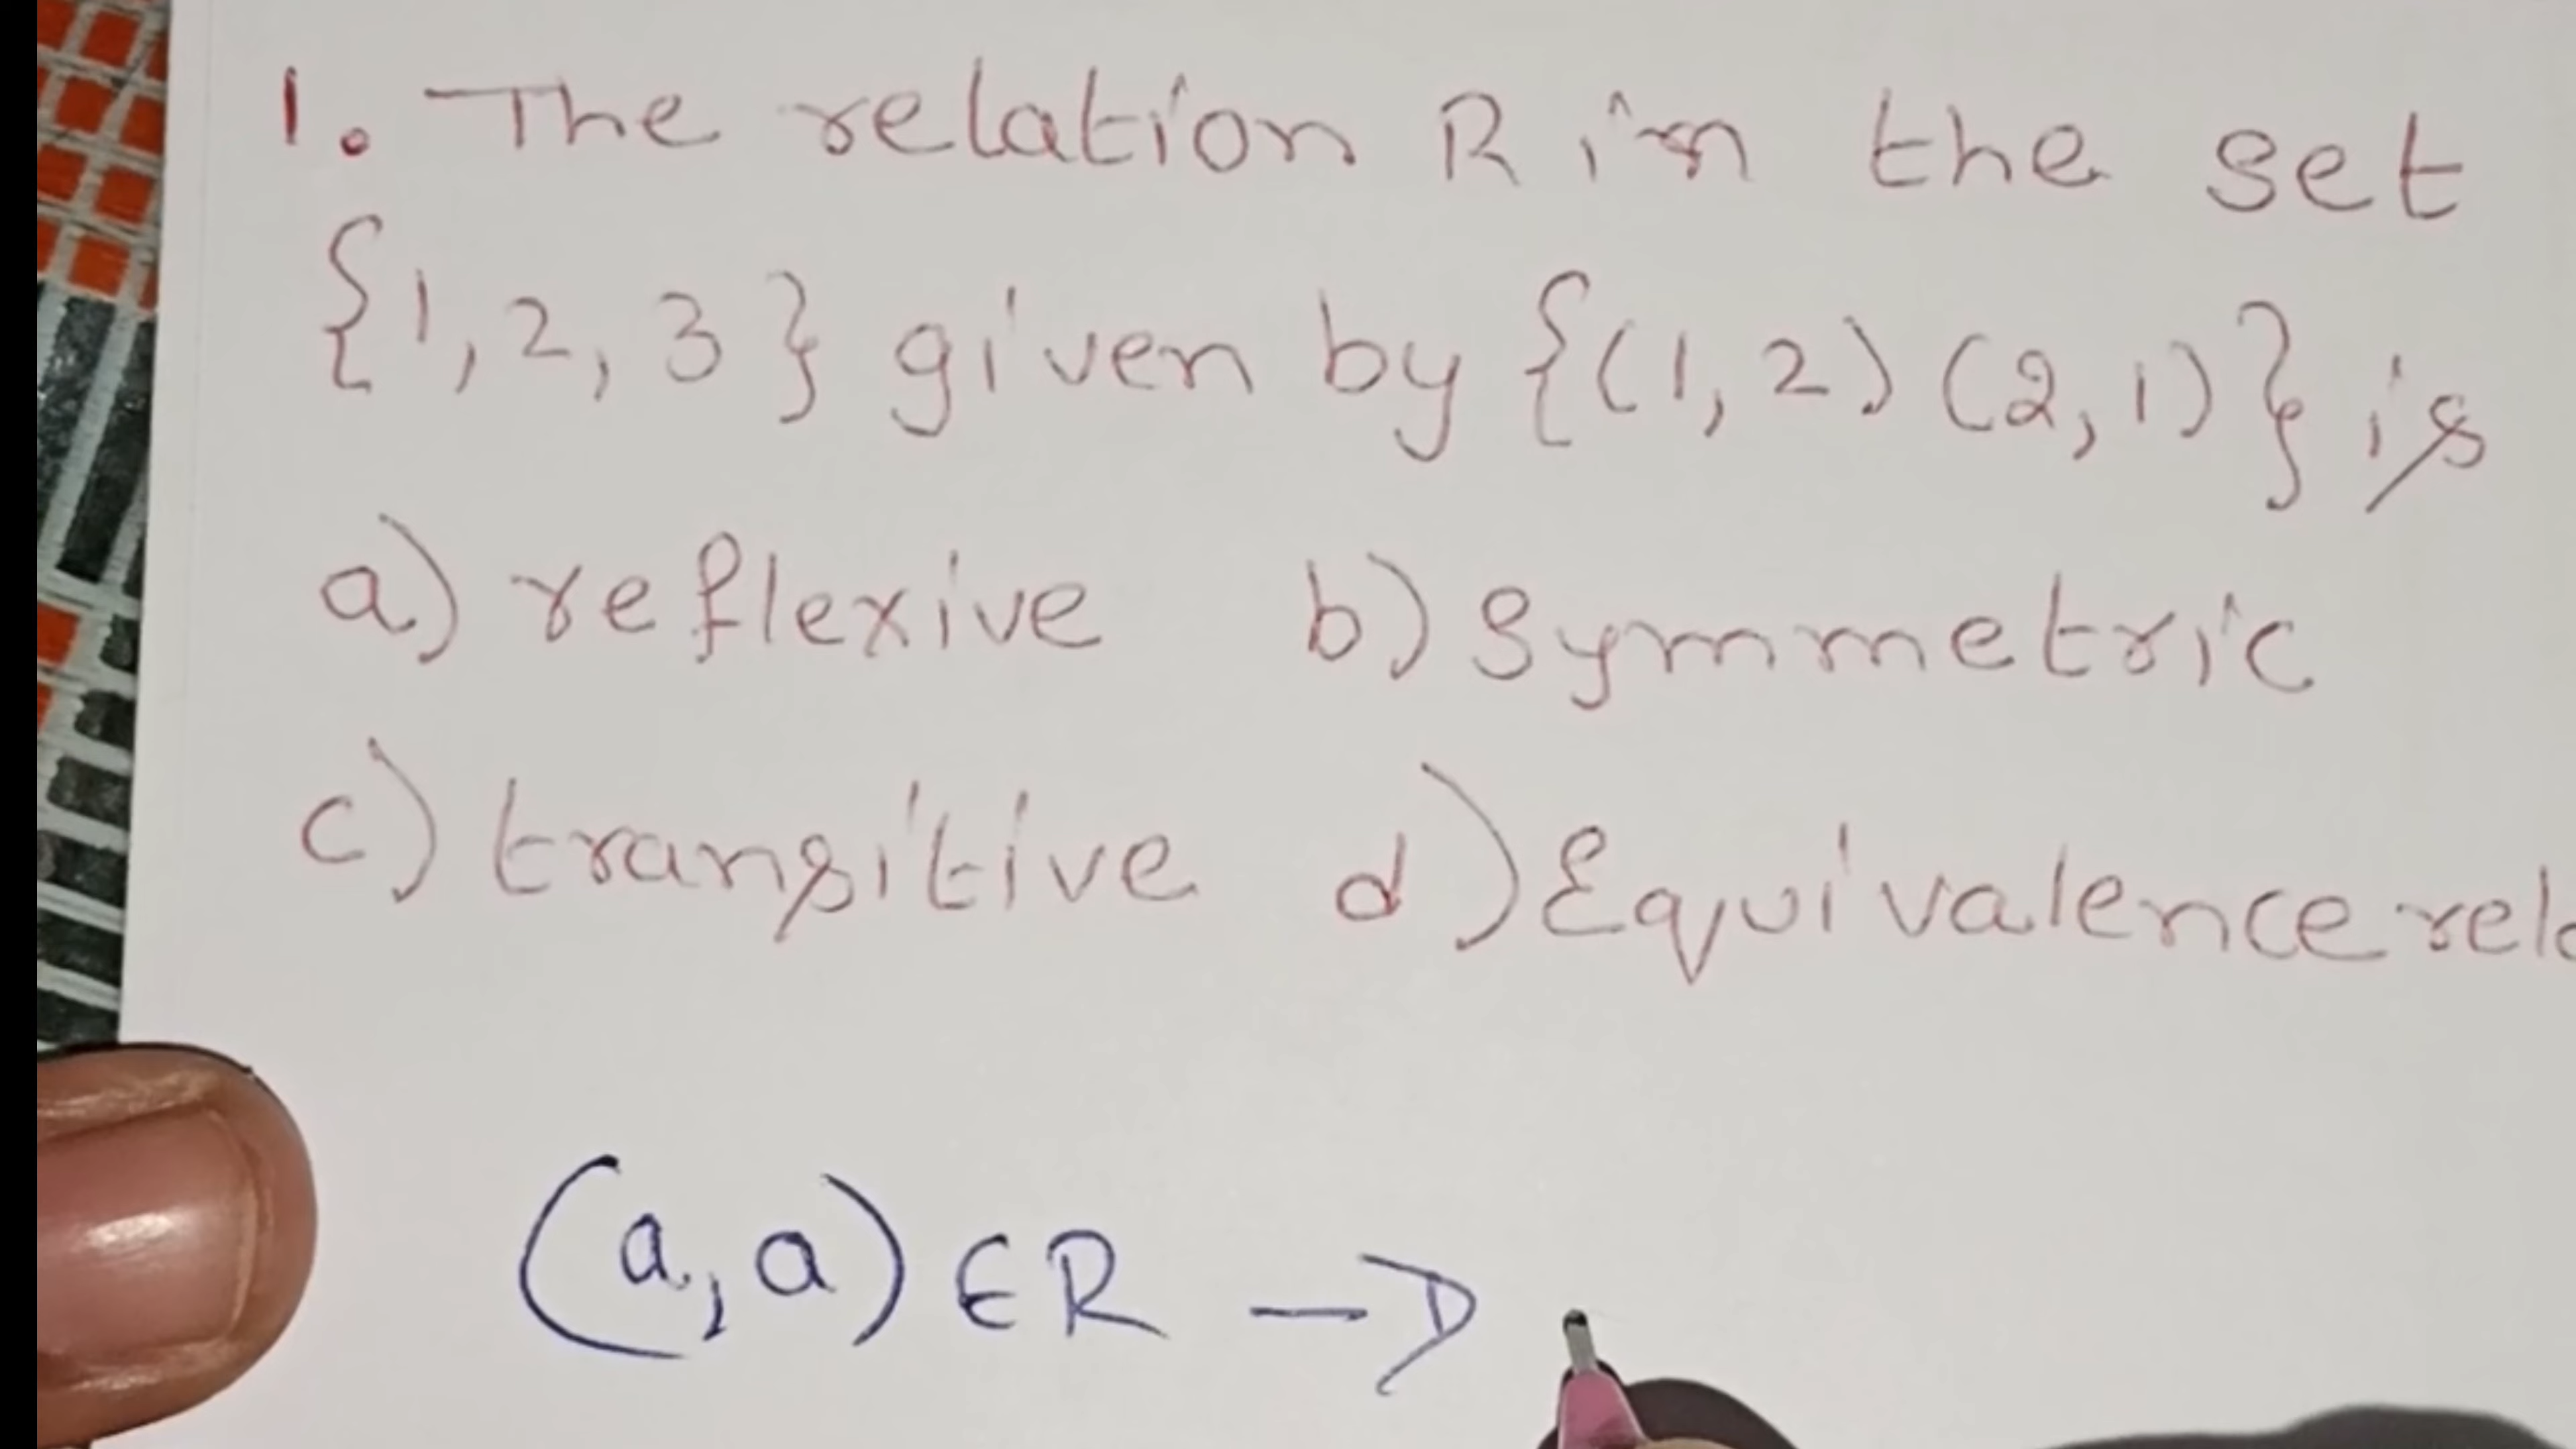 1. The relation R in the set
{1, 2, 3} given by {(1, 2) (2, 1)} is
a) reflexive b) Symmetric
c) transitive d) Equivalence rela
(a, a) ∈ R →